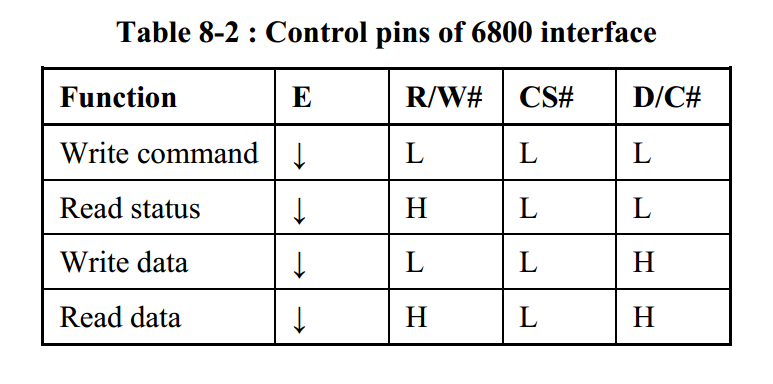 Table 8-2 : Control pins of 6800 interface
Function E R/W# CS# D/C#
Write command ↓ L L L
Read status ↓ H L L
Write data ↓ L L H
Read data ↓ H L H